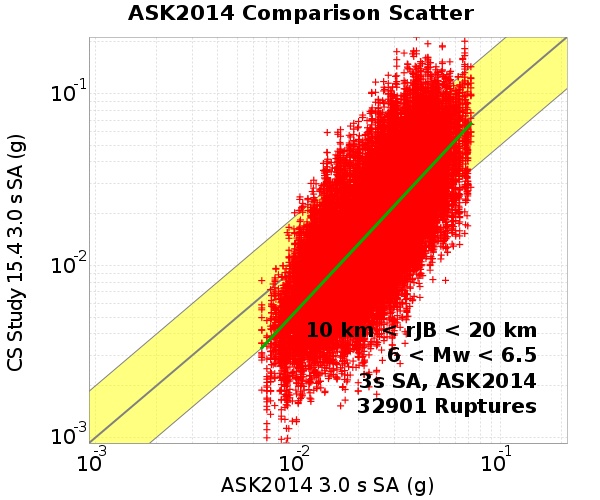 ASK2014 Comparison Scatter
CS Study 15.4 3.0 s SA (g)
10-1
10-2
10-3
10 km < rJB < 20 km
6 < Mw < 6.5
3s SA, ASK2014
32901 Ruptures
10-3 10-2 10-1
ASK2014 3.0 s SA (g)